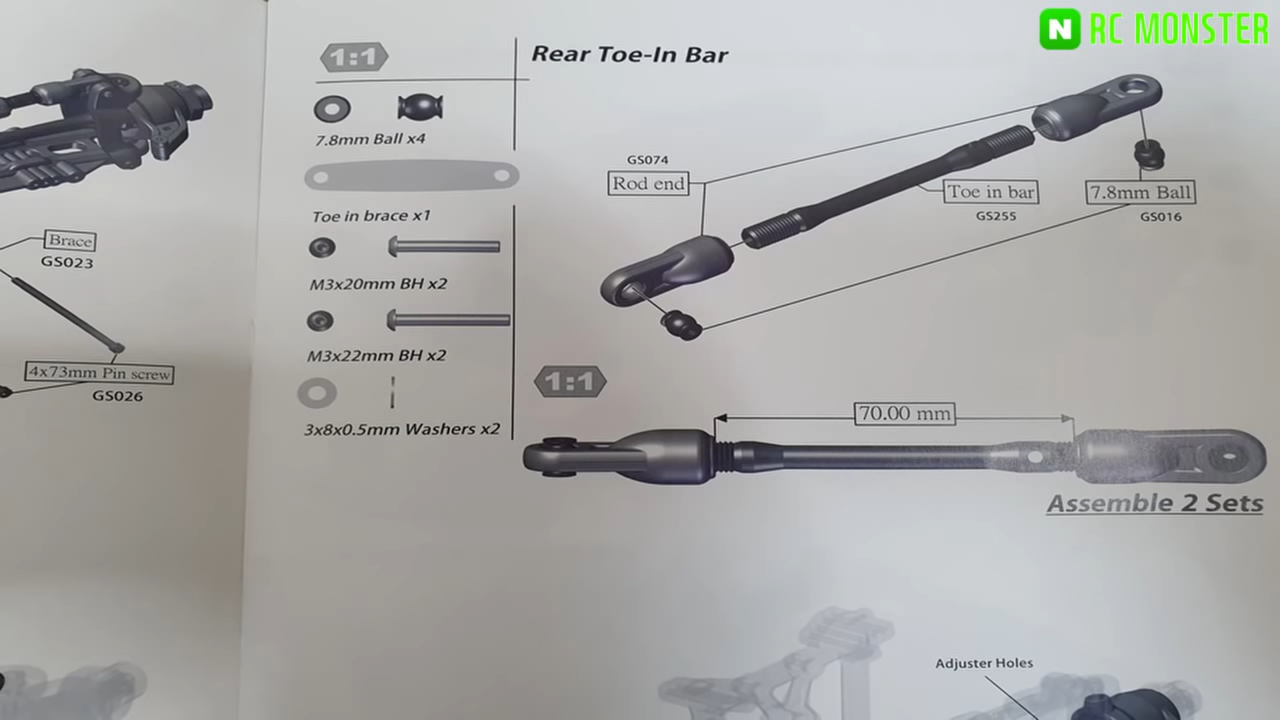 N RC MONSTER
Brace
GS023
4x73mm Pin screw
GS026
1:1
7.8mm Ball x4
Toe in brace x1
M3x20mm BH x2
M3x22mm BH x2
3x8x0.5mm Washers x2
Rear Toe-In Bar
GS074
Rod end
Toe in bar
GS255
7.8mm Ball
GS016
1:1
70.00 mm
Assemble 2 Sets
Adjuster Holes